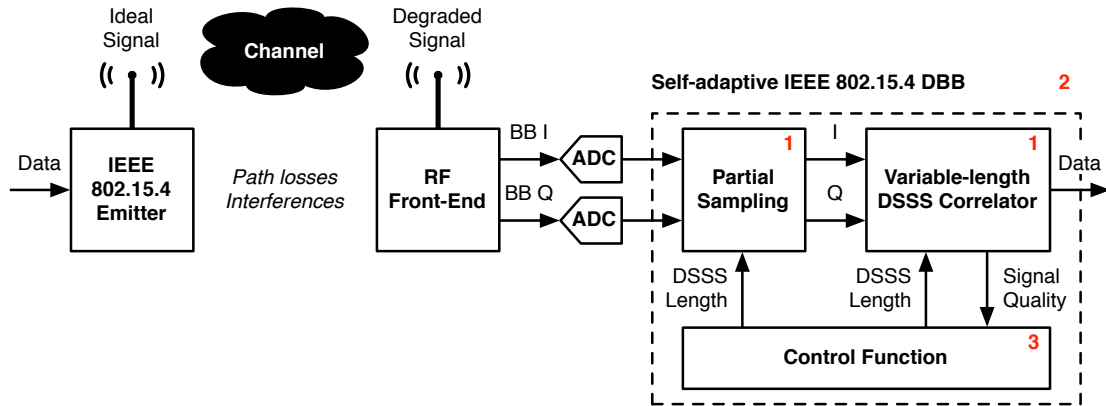 Ideal
Signal
Channel
Degraded
Signal
Self-adaptive IEEE 802.15.4 DBB 2
Data
IEEE
802.15.4
Emitter
Path losses
Interferences
RF
Front-End
BB I
BB Q
ADC
ADC
1
Partial
Sampling
I
Q
1
Variable-length
DSSS Correlator
Data
DSSS
Length
DSSS
Length
Signal
Quality
Control Function
3